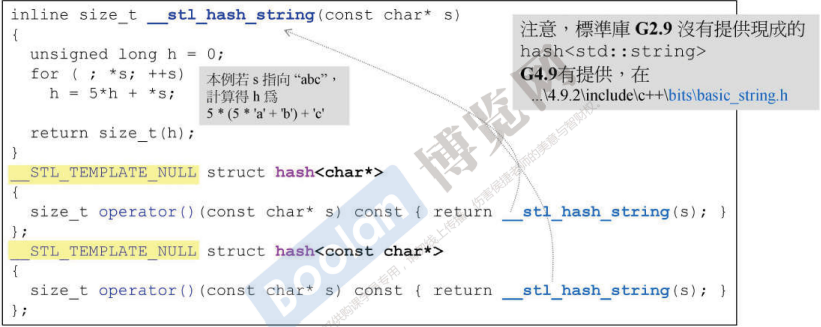 inline size_t __stl_hash_string(const char* s)
{
  unsigned long h = 0;
  for ( ; *s; ++s)
    h = 5*h + *s;

  return size_t(h);
}
本例若 s 指向 “abc”，
計算得 h 爲
5 * (5 * 'a' + 'b') + 'c'
注意，標準庫 G2.9 沒有提供現成的
hash<std::string>
G4.9有提供，在
...\4.9.2\include\c++\bits\basic_string.h
__STL_TEMPLATE_NULL struct hash<char*>
{
  size_t operator()(const char* s) const { return __stl_hash_string(s); }
};
__STL_TEMPLATE_NULL struct hash<const char*>
{
  size_t operator()(const char* s) const { return __stl_hash_string(s); }
};
Boolan 博览网